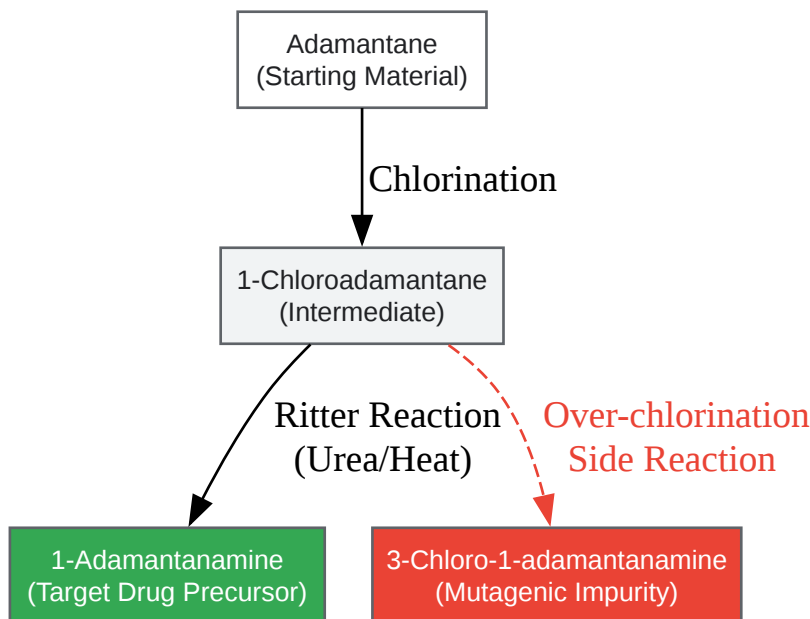 Adamantane
(Starting Material)
Chlorination
1-Chloroadamantane
(Intermediate)
Ritter Reaction
(Urea/Heat)
Over-chlorination
Side Reaction
1-Adamantanamine
(Target Drug Precursor)
3-Chloro-1-adamantanamine
(Mutagenic Impurity)